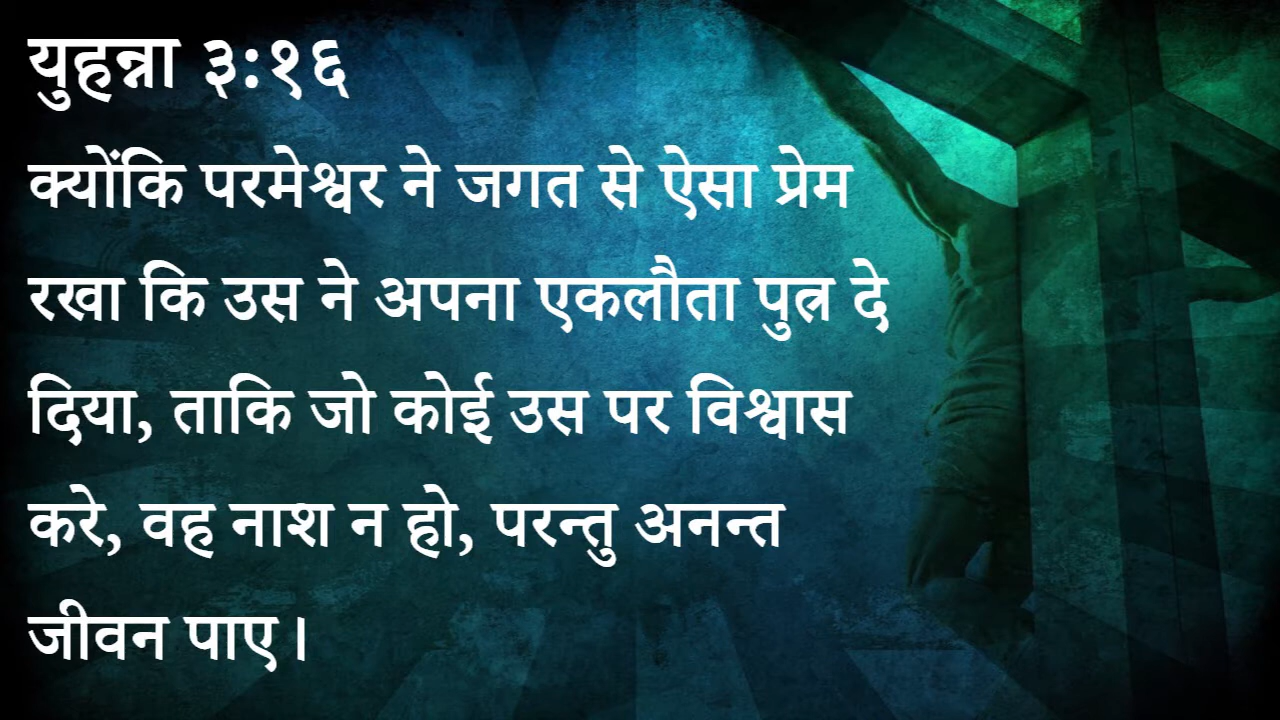 युहन्ना ३:१६
क्योंकि परमेश्वर ने जगत से ऐसा प्रेम
रखा कि उस ने अपना एकलौता पुत्र दे
दिया, ताकि जो कोई उस पर विश्वास
करे, वह नाश न हो, परन्तु अनन्त
जीवन पाए।